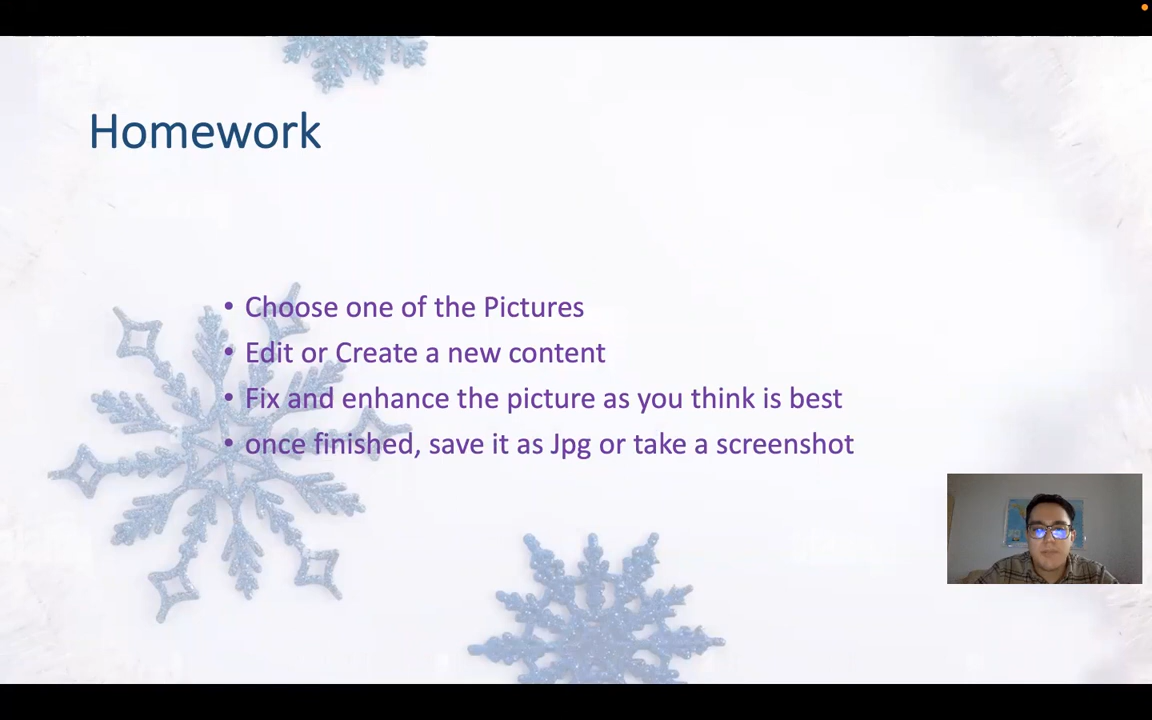 Homework
• Choose one of the Pictures
• Edit or Create a new content
• Fix and enhance the picture as you think is best
• once finished, save it as Jpg or take a screenshot